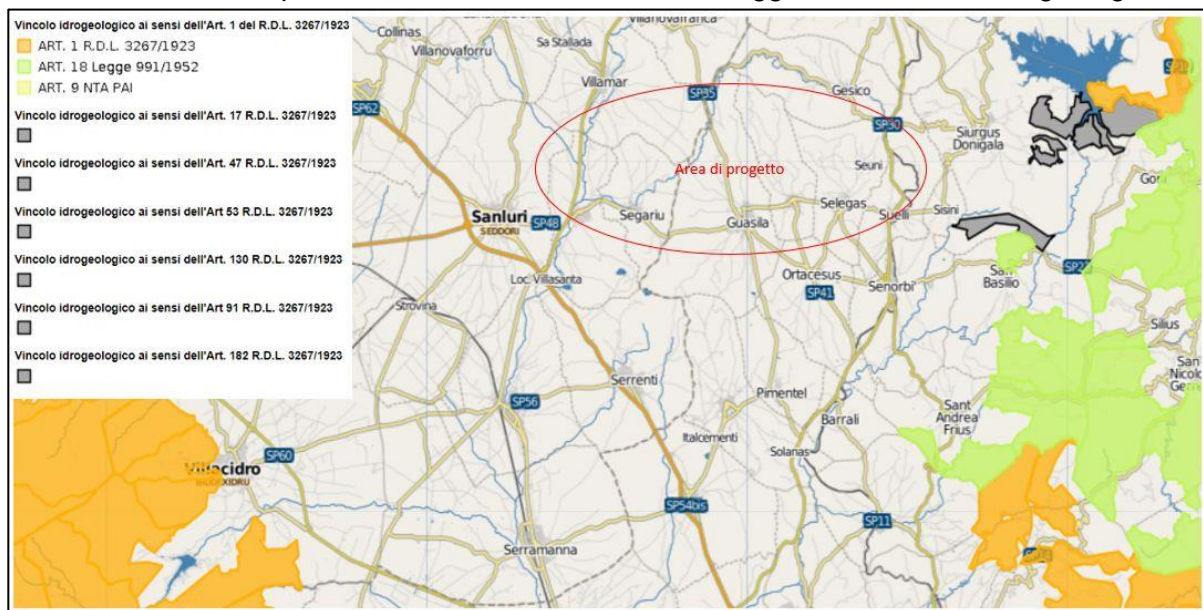 Vincolo idrogeologico ai sensi dell'Art. 1 del R.D.L. 3267/1923
ART. 1 R.D.L. 3267/1923
ART. 18 Legge 991/1952
ART. 9 NTA PAI
Vincolo idrogeologico ai sensi dell'Art. 17 R.D.L. 3267/1923
Vincolo idrogeologico ai sensi dell'Art. 47 R.D.L. 3267/1923
Vincolo idrogeologico ai sensi dell'Art 53 R.D.L. 3267/1923
Vincolo idrogeologico ai sensi dell'Art. 130 R.D.L. 3267/1923
Vincolo idrogeologico ai sensi dell'Art 91 R.D.L. 3267/1923
Vincolo idrogeologico ai sensi dell'Art. 182 R.D.L. 3267/1923
Collinas
Villanovaforru
Sa Stallada
Villanovafranca
Villamar
SP62
SP35
Gesico
SP30
Siurgus
Donigala
Area di progetto
Seuni
Goni
Sanluri
SEDDORI
SP48
Segariu
Guasila
Selegas
Suelli
Sisini
Loc. Villasanta
Ortacesus
SP41
Senorbi'
San
Basilio
Strovina
Silius
Serrenti
Pimentel
San
SP56
Barrali
Sant
Andrea
Frius
Italcementi
Solanas
Villacidro
SP60
SP54bis
SP11
Serramanna